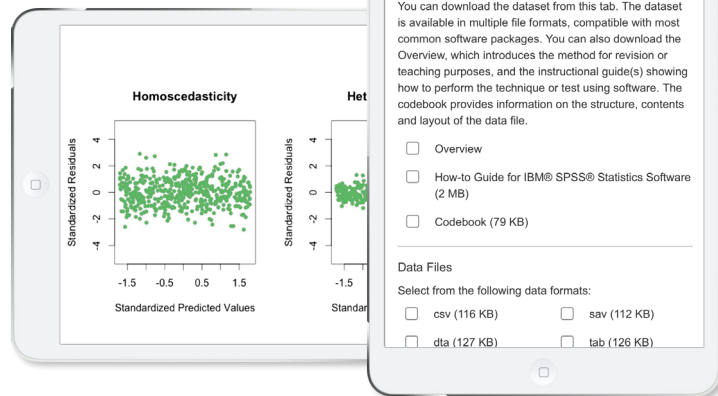 Homoscedasticity
Standardized Residuals
4
2
0
-2
-4
-1.5 -0.5 0.5 1.5
Standardized Predicted Values
Het
Standardized Residuals
4
2
0
-2
-4
-1.5
Standar
You can download the dataset from this tab. The dataset
is available in multiple file formats, compatible with most
common software packages. You can also download the
Overview, which introduces the method for revision or
teaching purposes, and the instructional guide(s) showing
how to perform the technique or test using software. The
codebook provides information on the structure, contents
and layout of the data file.
Overview
How-to Guide for IBM® SPSS® Statistics Software
(2 MB)
Codebook (79 KB)
Data Files
Select from the following data formats:
csv (116 KB) sav (112 KB)
dta (127 KB) tab (126 KB)